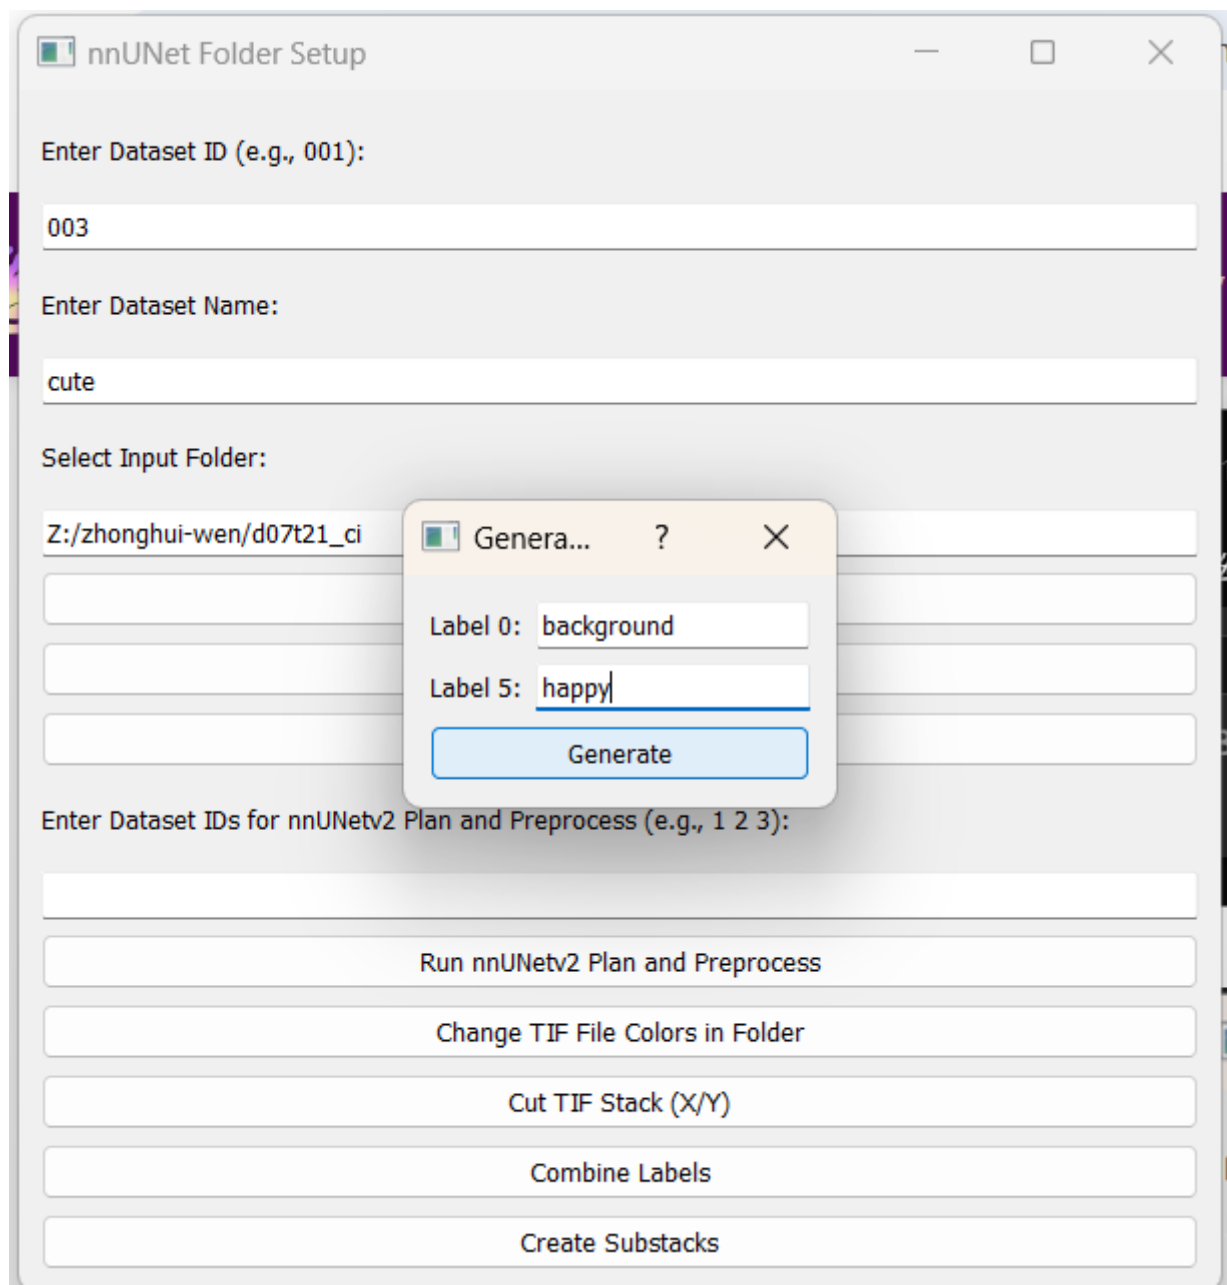 nnUNet Folder Setup
Enter Dataset ID (e.g., 001):
003
Enter Dataset Name:
cute
Select Input Folder:
Z:/zhonghui-wen/d07t21_ci
Genera... ?
Label 0: background
Label 5: happy
Generate
Enter Dataset IDs for nnUNetv2 Plan and Preprocess (e.g., 1 2 3):
Run nnUNetv2 Plan and Preprocess
Change TIF File Colors in Folder
Cut TIF Stack (X/Y)
Combine Labels
Create Substacks